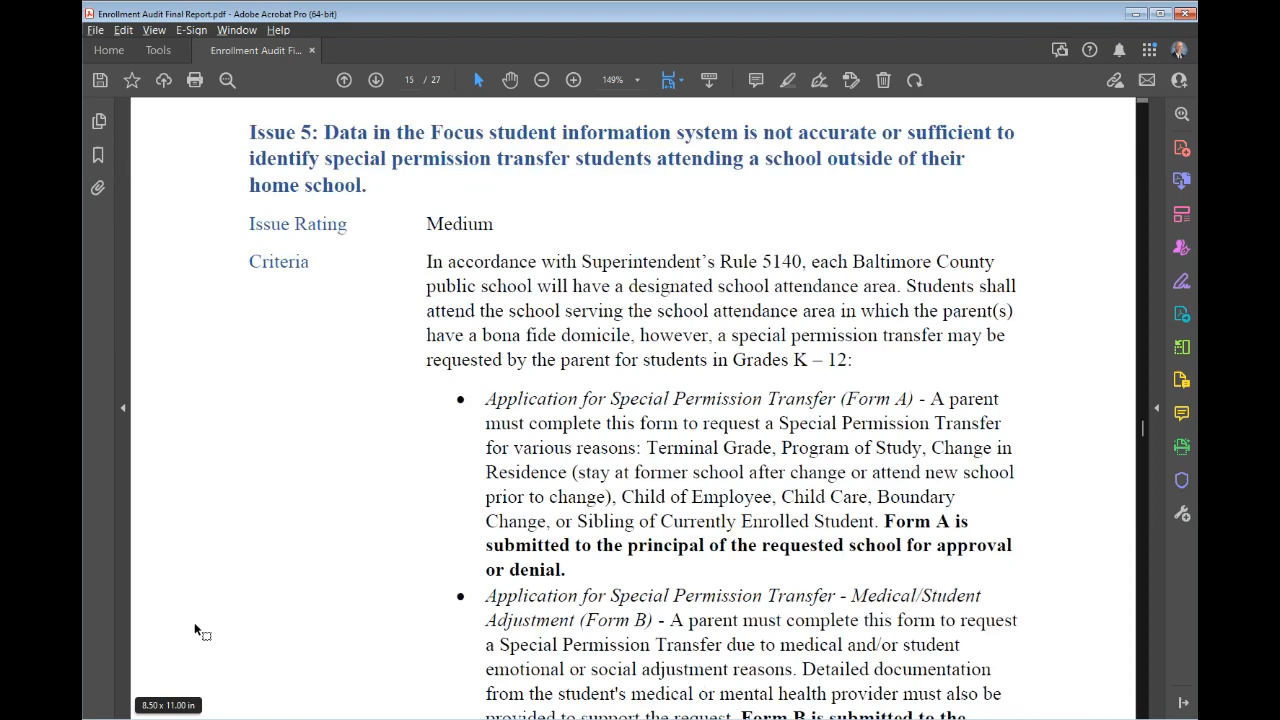 Enrollment Audit Final Report.pdf - Adobe Acrobat Pro (64-bit)
File Edit View E-Sign Window Help
Home Tools Enrollment Audit Fi... ×
15 / 27 149%
Issue 5: Data in the Focus student information system is not accurate or sufficient to
identify special permission transfer students attending a school outside of their
home school.
Issue Rating Medium
Criteria In accordance with Superintendent’s Rule 5140, each Baltimore County
public school will have a designated school attendance area. Students shall
attend the school serving the school attendance area in which the parent(s)
have a bona fide domicile, however, a special permission transfer may be
requested by the parent for students in Grades K – 12:
• Application for Special Permission Transfer (Form A) - A parent
must complete this form to request a Special Permission Transfer
for various reasons: Terminal Grade, Program of Study, Change in
Residence (stay at former school after change or attend new school
prior to change), Child of Employee, Child Care, Boundary
Change, or Sibling of Currently Enrolled Student. Form A is
submitted to the principal of the requested school for approval
or denial.
• Application for Special Permission Transfer - Medical/Student
Adjustment (Form B) - A parent must complete this form to request
a Special Permission Transfer due to medical and/or student
emotional or social adjustment reasons. Detailed documentation
from the student's medical or mental health provider must also be
provided to support the request. Form B is submitted to the
8.50 x 11.00 in